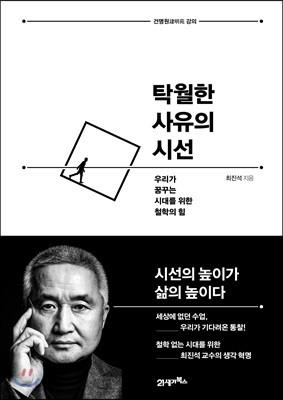 건명원建明苑 강의
탁월한
사유의
시선
우리가
꿈꾸는
시대를 위한
철학의 힘
최진석 지음
시선의 높이가
삶의 높이다
세상에 없던 수업,
우리가 기다려온 통찰!
철학 없는 시대를 위한
최진석 교수의 생각 혁명
21세기북스